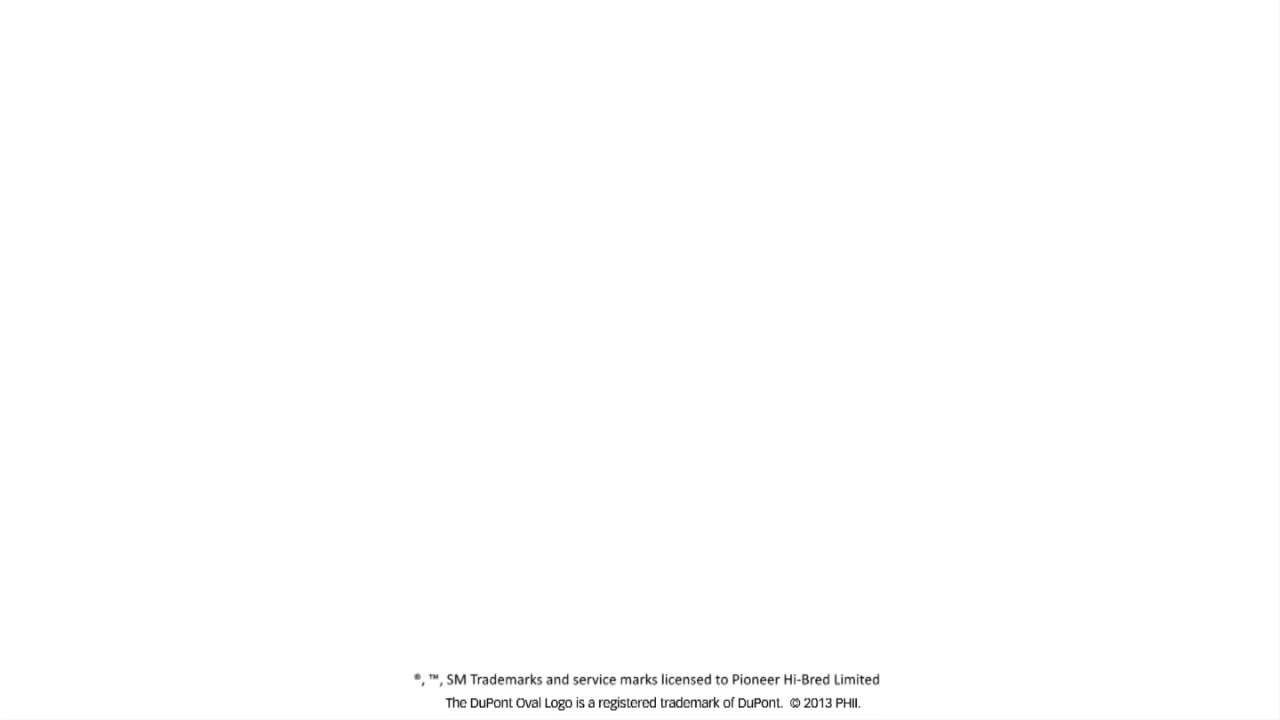 ®, ™, SM Trademarks and service marks licensed to Pioneer Hi-Bred Limited
The DuPont Oval Logo is a registered trademark of DuPont. © 2013 PHII.